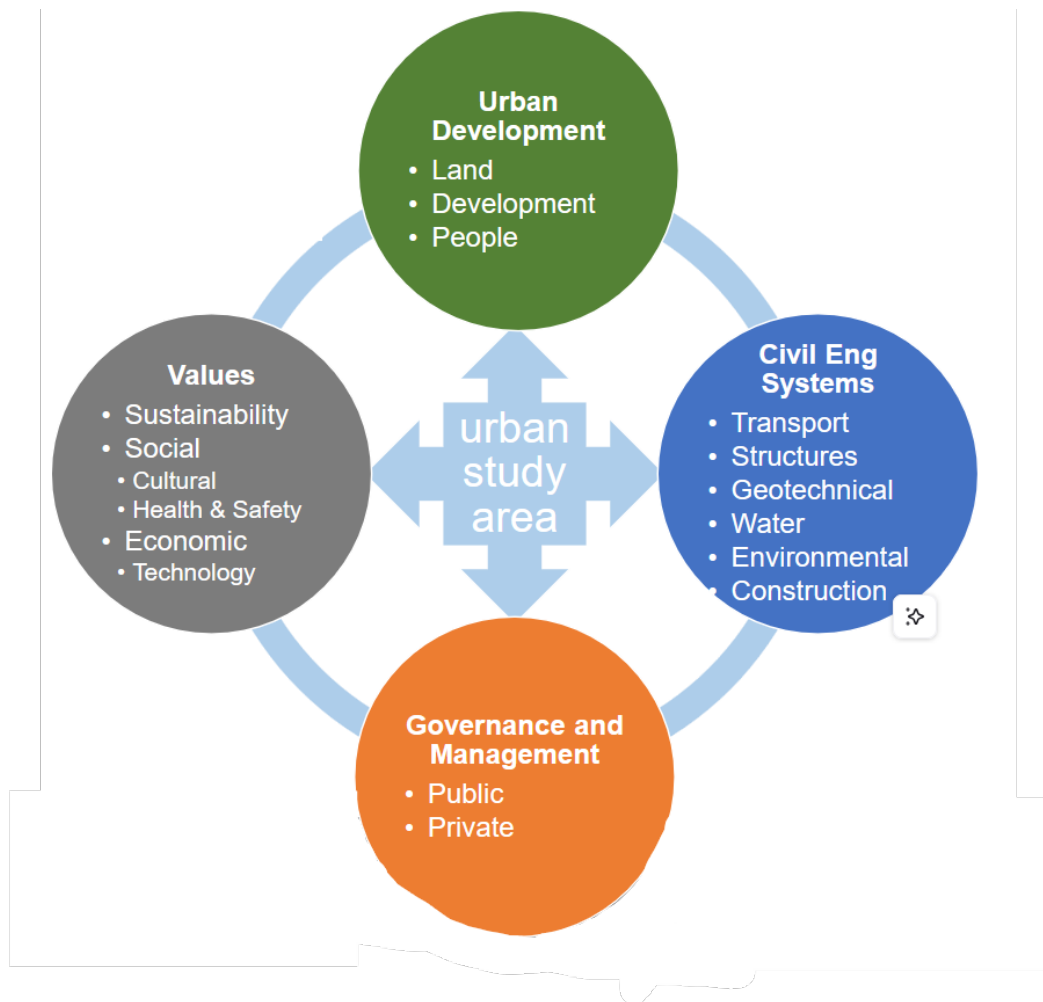 Urban
Development
• Land
• Development
• People
Values
• Sustainability
• Social
• Cultural
• Health & Safety
• Economic
• Technology
urban
study
area
Civil Eng
Systems
• Transport
• Structures
• Geotechnical
• Water
• Environmental
• Construction
Governance and
Management
• Public
• Private